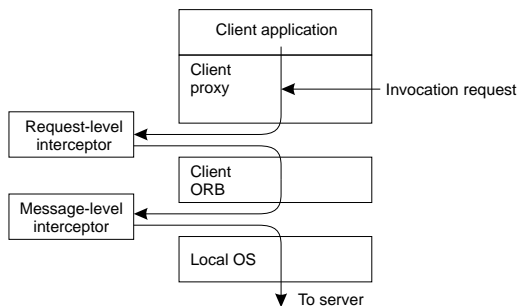 Client application
Client
proxy
Invocation request
Request-level
interceptor
Client
ORB
Message-level
interceptor
Local OS
To server